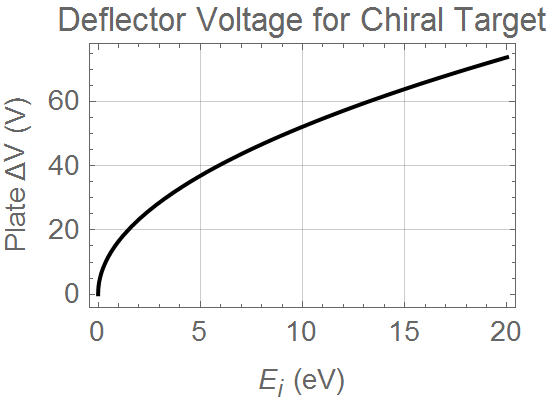 Deflector Voltage for Chiral Target
Plate ΔV (V)
60
40
20
0
0 5 10 15 20
E_i (eV)